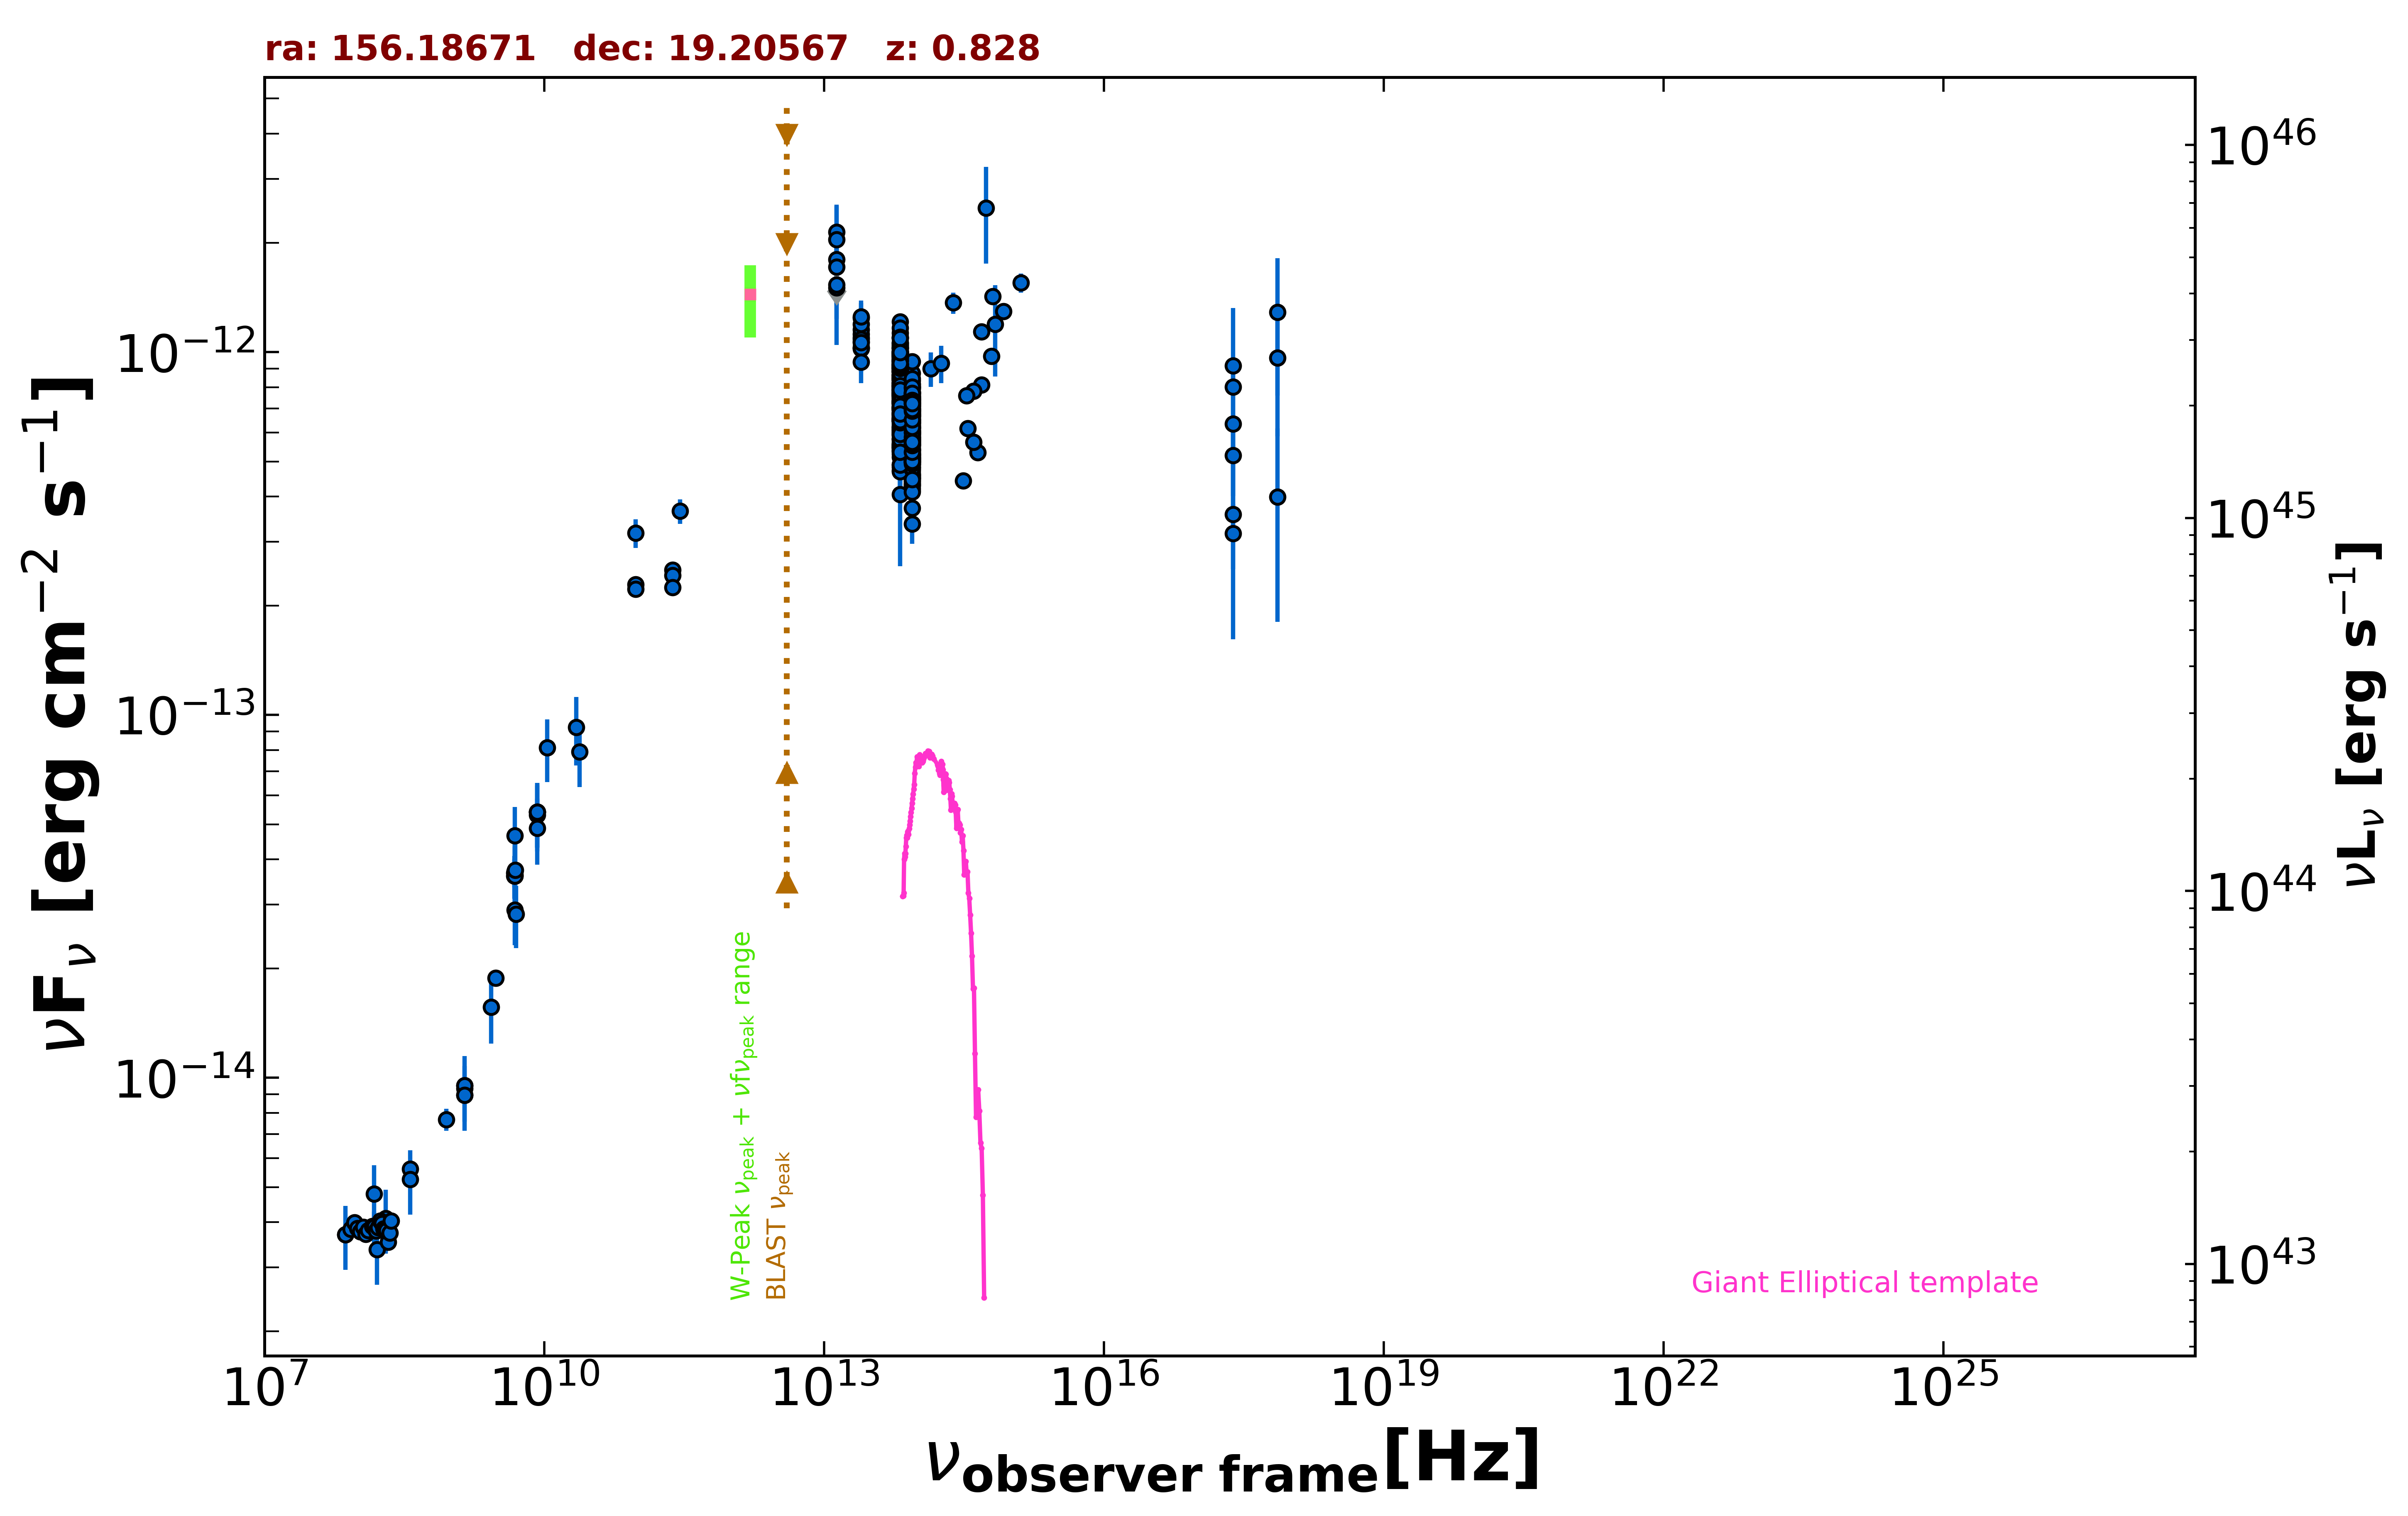 ra: 156.18671 dec: 19.20567 z: 0.828
νF_ν [erg cm^−2 s^−1]
10^−12
10^−13
10^−14
10^46
10^45
10^44
10^43
νL_ν [erg s^−1]
W-Peak ν_peak + νfν_peak range
BLAST ν_peak
Giant Elliptical template
10^7 10^10 10^13 10^16 10^19 10^22 10^25
ν_observer frame [Hz]